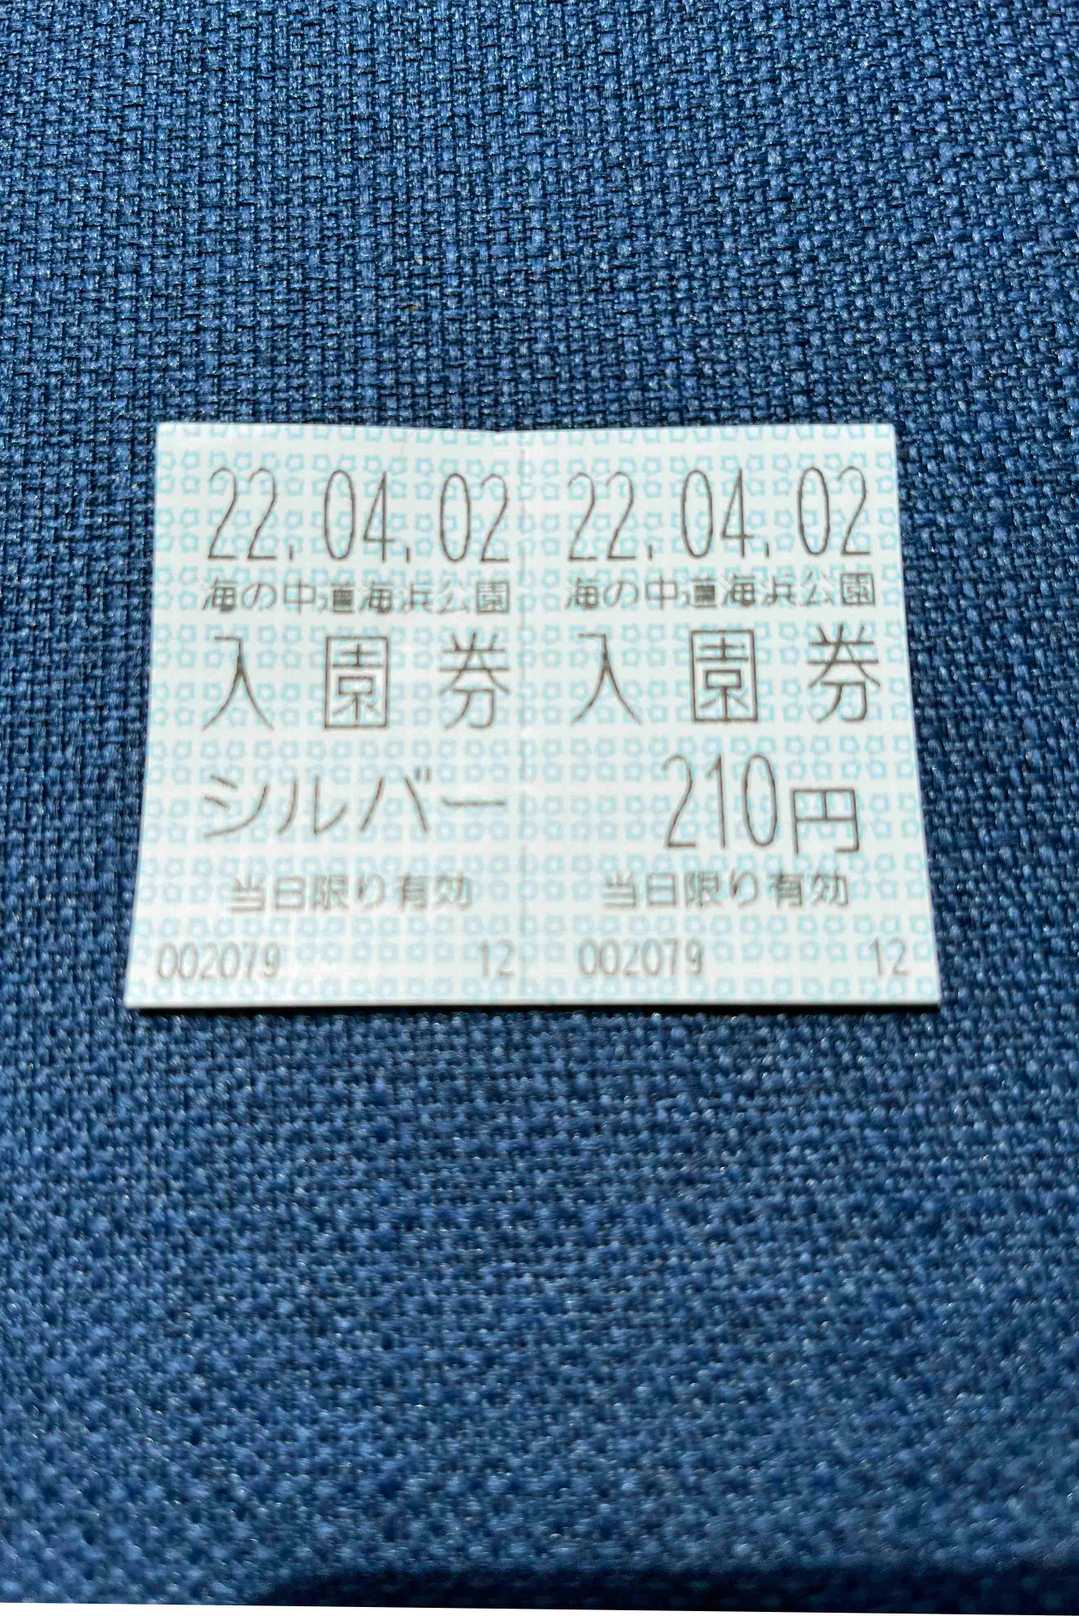 22.04.02
海の中道海浜公園
入園券
シルバー
当日限り有効
002079 12
22.04.02
海の中道海浜公園
入園券
210円
当日限り有効
002079 12